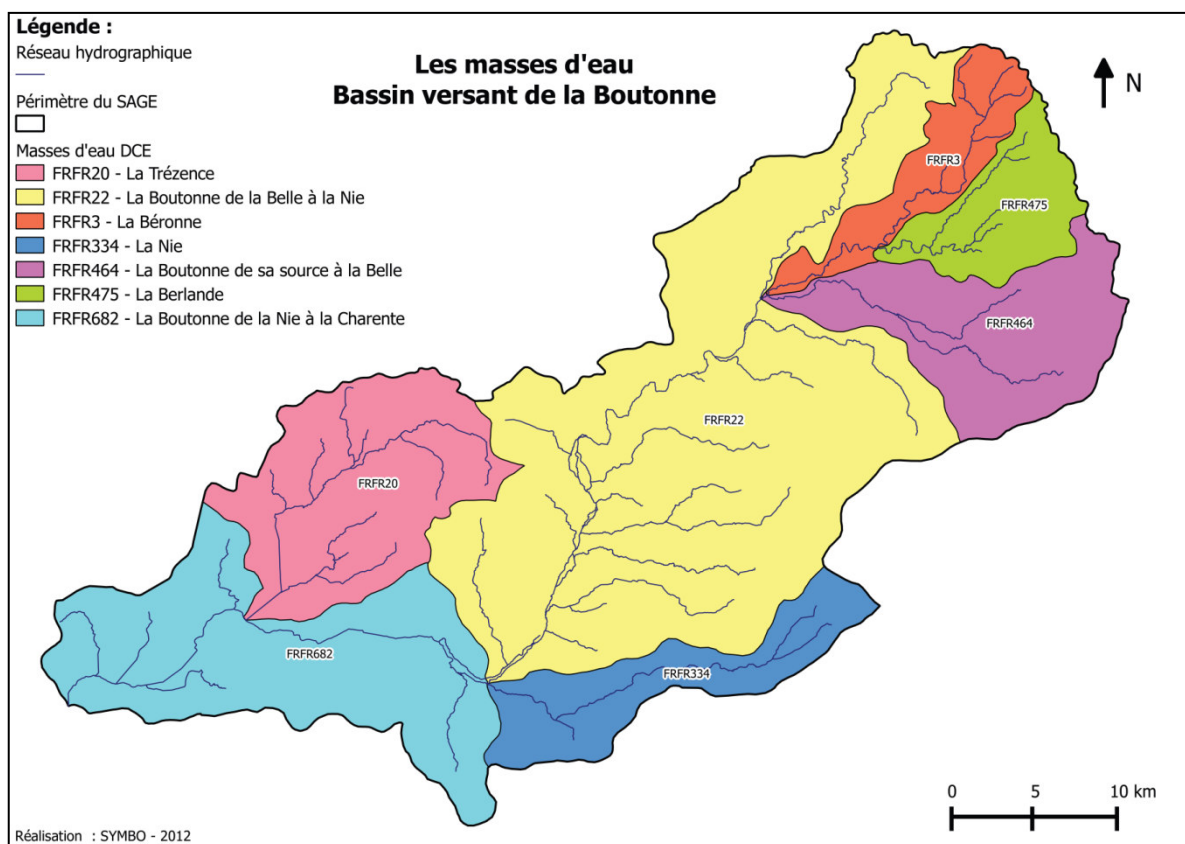 Légende :
Réseau hydrographique
Périmètre du SAGE
Masses d'eau DCE
FRFR20 - La Trézence
FRFR22 - La Boutonne de la Belle à la Nie
FRFR3 - La Béronne
FRFR334 - La Nie
FRFR464 - La Boutonne de sa source à la Belle
FRFR475 - La Berlande
FRFR682 - La Boutonne de la Nie à la Charente
Les masses d'eau
Bassin versant de la Boutonne
N
FRFR3
FRFR475
FRFR464
FRFR22
FRFR20
FRFR682
FRFR334
0 5 10 km
Réalisation : SYMBO - 2012